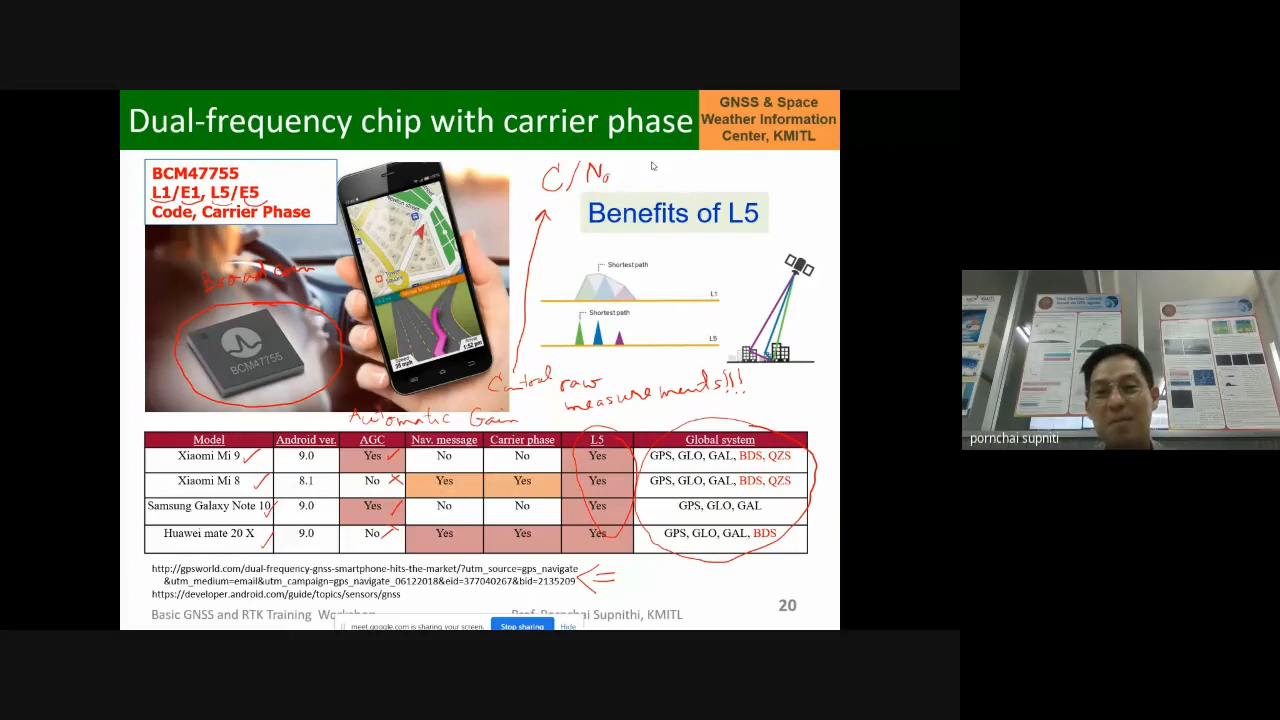 Dual-frequency chip with carrier phase
GNSS & Space
Weather Information
Center, KMITL
BCM47755
L1/E1, L5/E5
Code, Carrier Phase
C/No
Benefits of L5
Shortest path
L1
Shortest path
L5
Broadcom
BCM47755
Control raw
measurements!!!
Automatic Gain
Model Android ver. AGC Nav. message Carrier phase L5 Global system
Xiaomi Mi 9 9.0 Yes No No Yes GPS, GLO, GAL, BDS, QZS
Xiaomi Mi 8 8.1 No Yes Yes Yes GPS, GLO, GAL, BDS, QZS
Samsung Galaxy Note 10 9.0 Yes No No Yes GPS, GLO, GAL
Huawei mate 20 X 9.0 No Yes Yes Yes GPS, GLO, GAL, BDS
http://gpsworld.com/dual-frequency-gnss-smartphone-hits-the-market/?utm_source=gps_navigate
&utm_medium=email&utm_campaign=gps_navigate_06122018&eid=377040267&bid=2135209
https://developer.android.com/guide/topics/sensors/gnss
20
Basic GNSS and RTK Training Workshop Prof. Pornchai Supnithi, KMITL
meet.google.com is sharing your screen. Stop sharing Hide
pornchai supniti